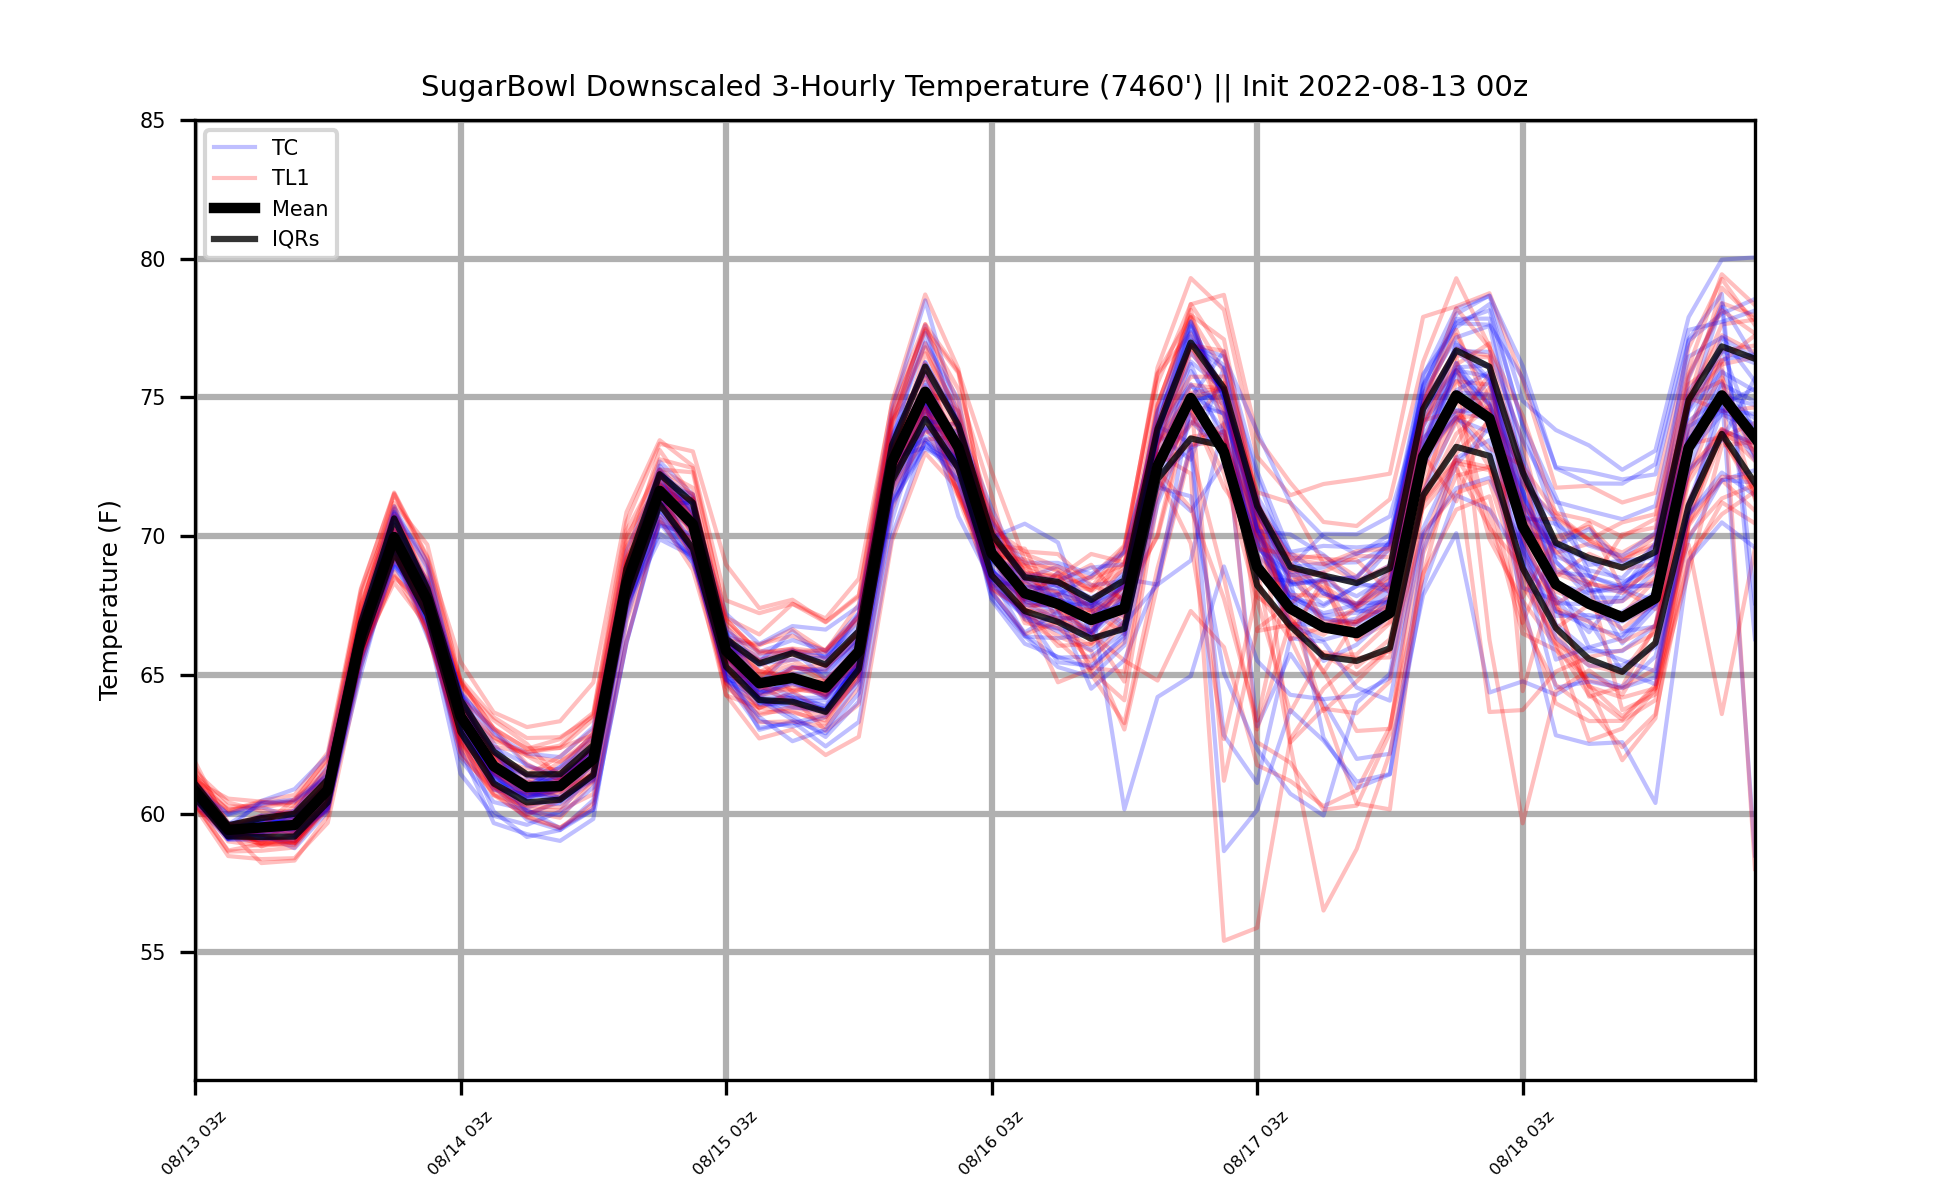 SugarBowl Downscaled 3-Hourly Temperature (7460') || Init 2022-08-13 00z
TC
TL1
Mean
IQRs
Temperature (F)
85
80
75
70
65
60
55
08/13 03z
08/14 03z
08/15 03z
08/16 03z
08/17 03z
08/18 03z